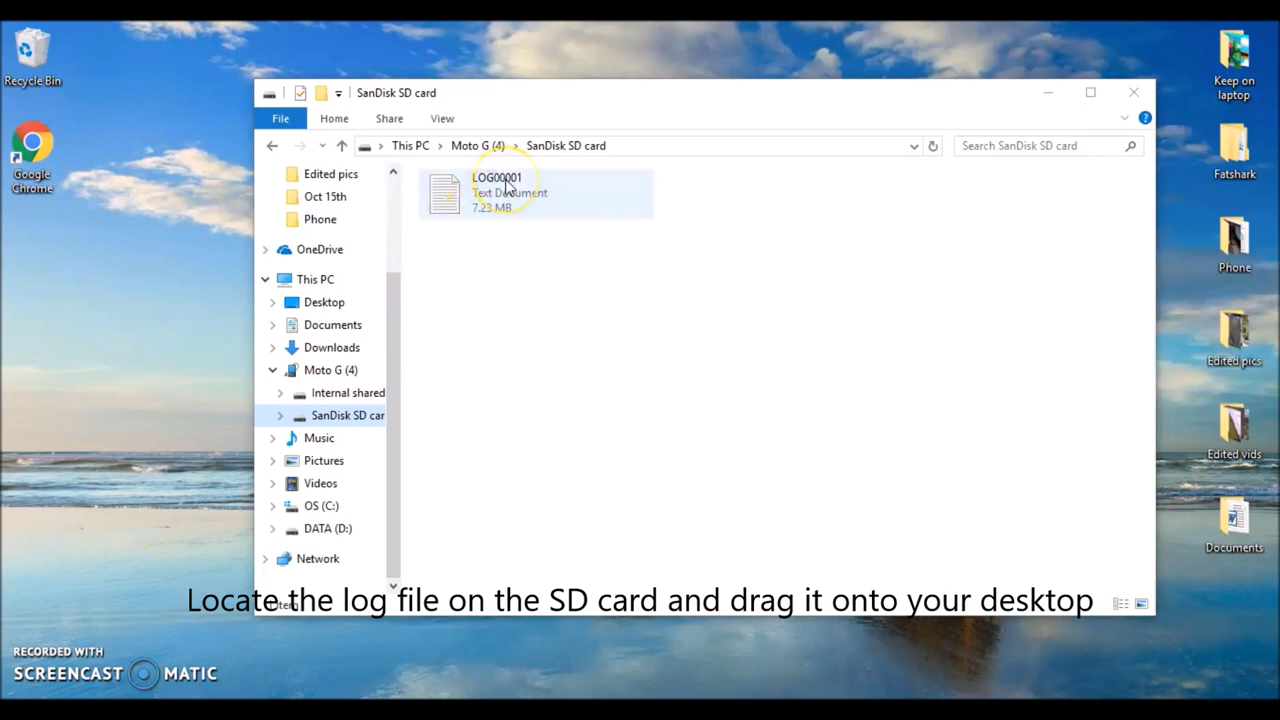 Recycle Bin
Google
Chrome
SanDisk SD card
File
Home
Share
View
This PC
Moto G (4)
SanDisk SD card
Search SanDisk SD card
Edited pics
Oct 15th
Phone
OneDrive
This PC
Desktop
Documents
Downloads
Moto G (4)
Internal shared
SanDisk SD car
Music
Pictures
Videos
OS (C:)
DATA (D:)
Network
LOG00001
Text Document
7.23 MB
Locate the log file on the SD card and drag it onto your desktop
Keep on
laptop
Fatshark
Phone
Edited pics
Edited vids
Documents
RECORDED WITH
SCREENCAST MATIC